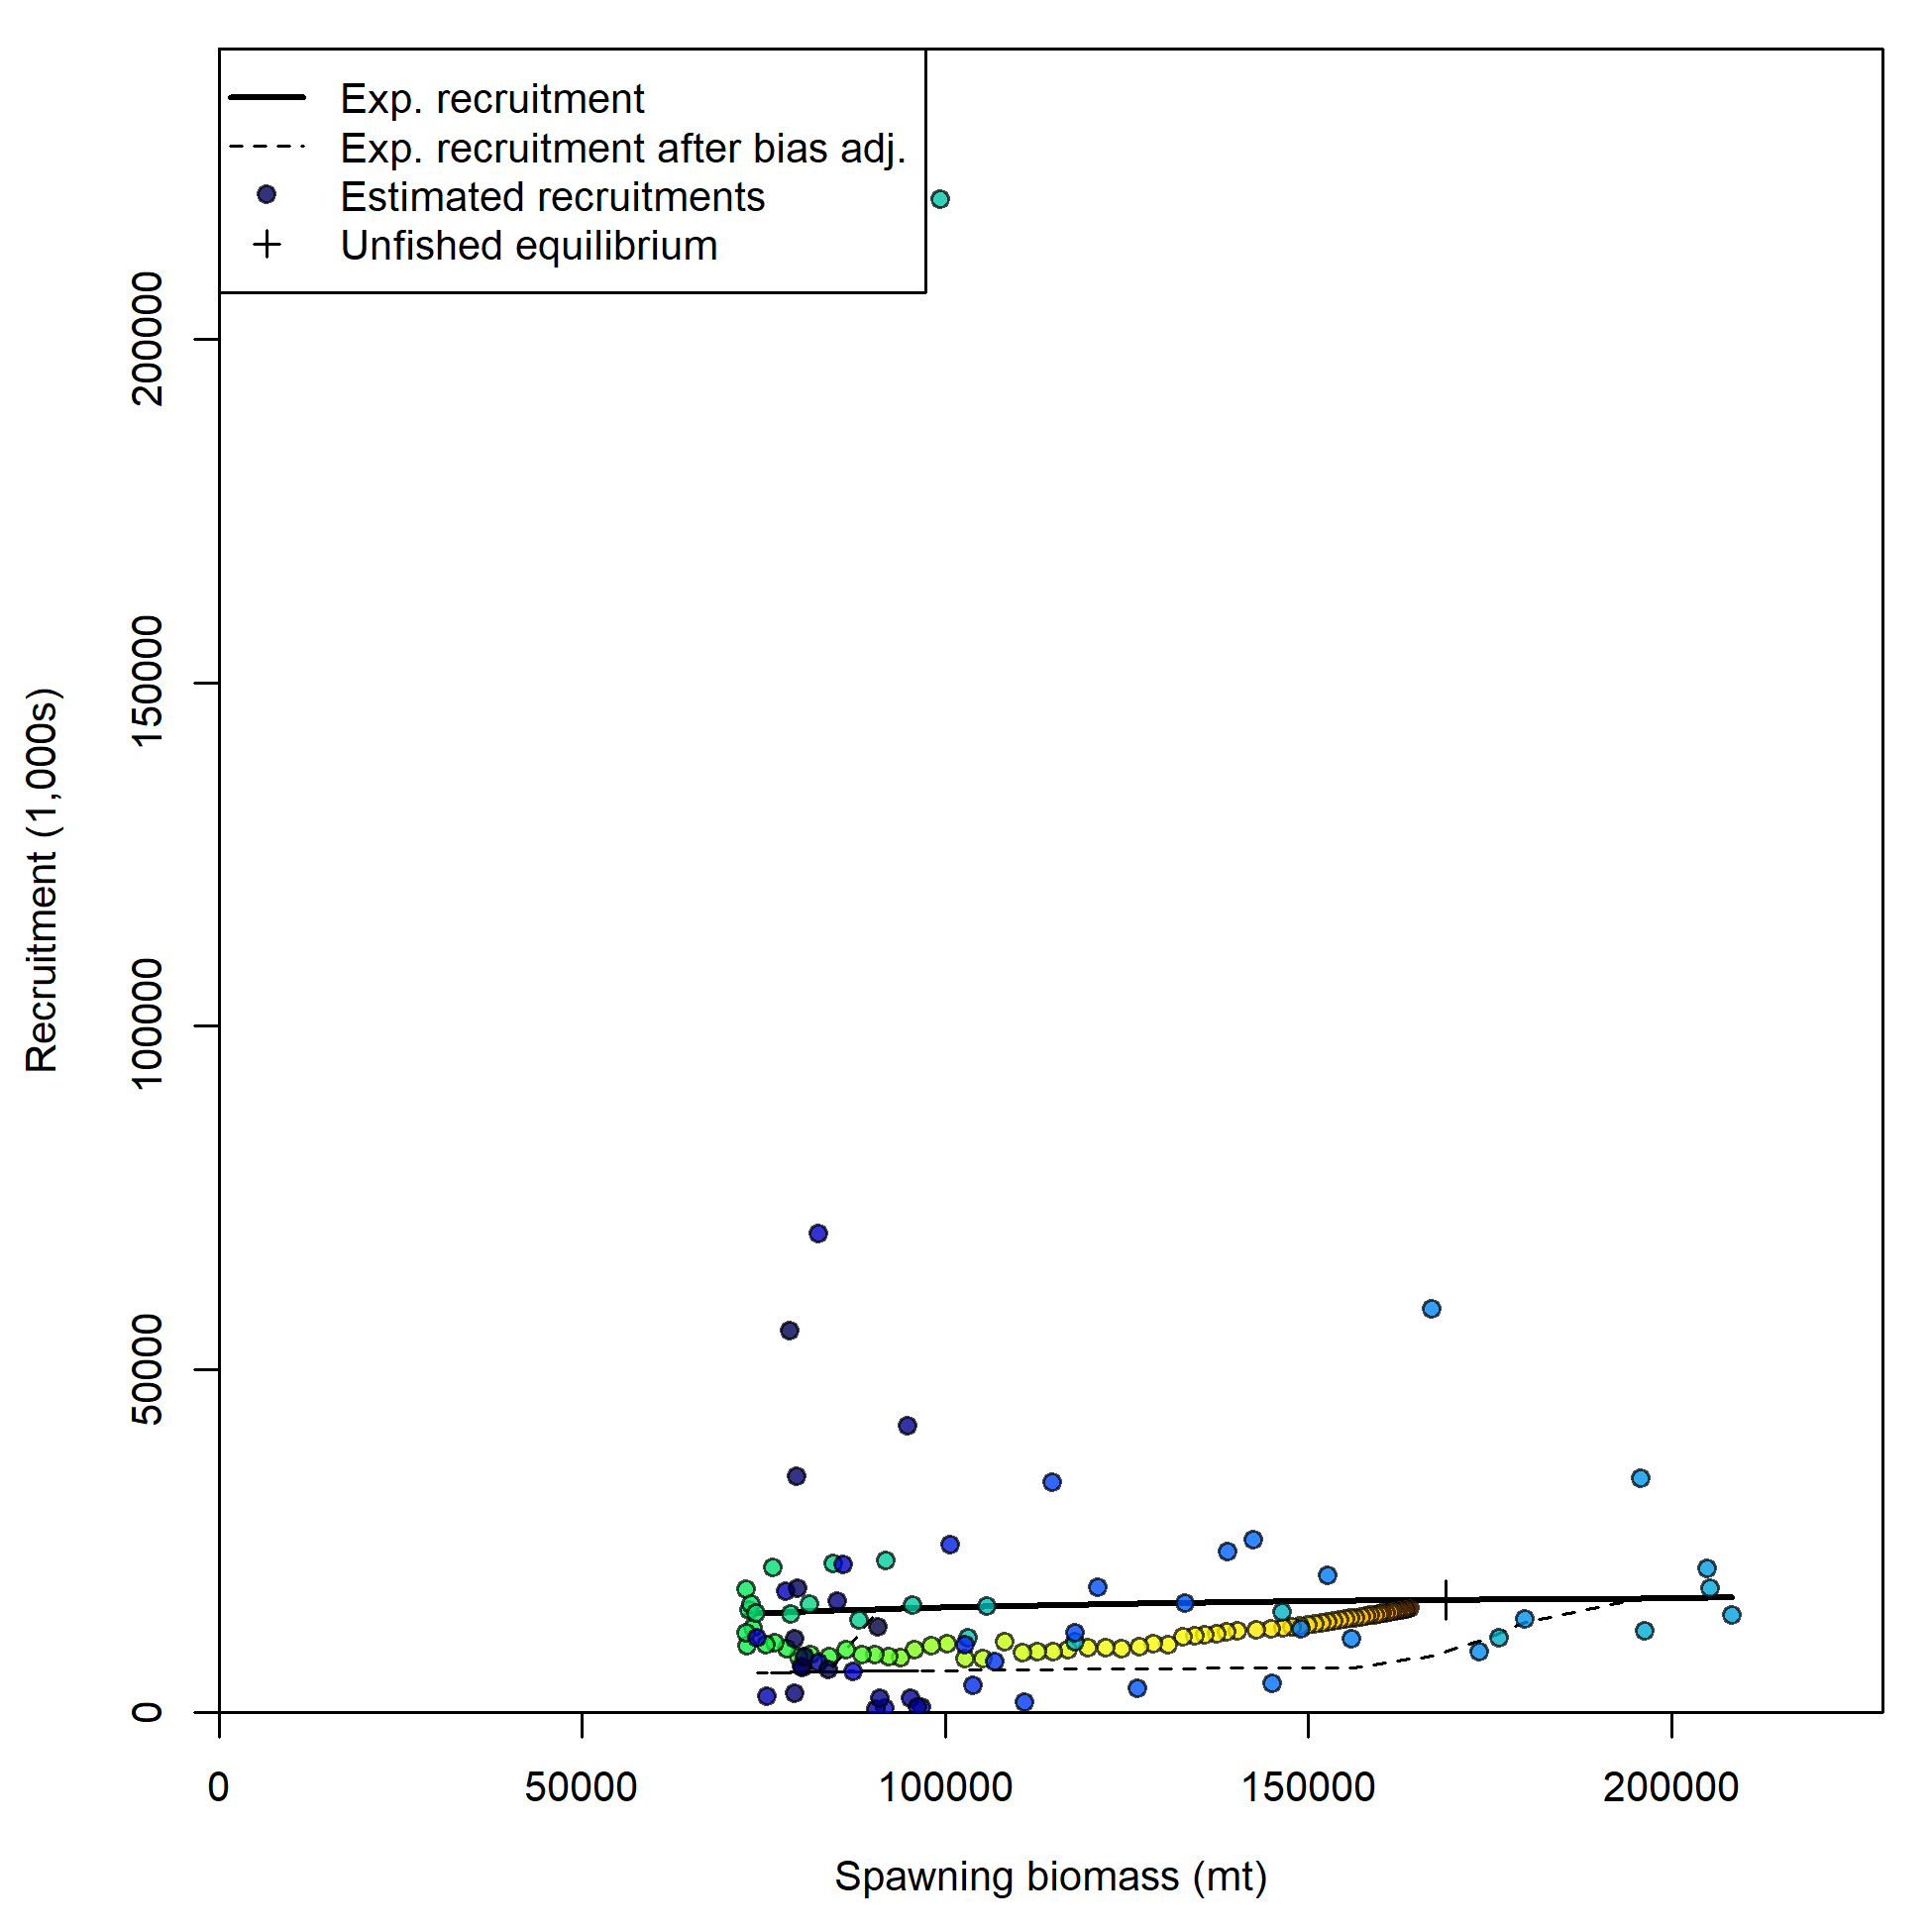 Exp. recruitment
Exp. recruitment after bias adj.
Estimated recruitments
Unfished equilibrium
Recruitment (1,000s)
200000
150000
100000
50000
0
0 50000 100000 150000 200000
Spawning biomass (mt)